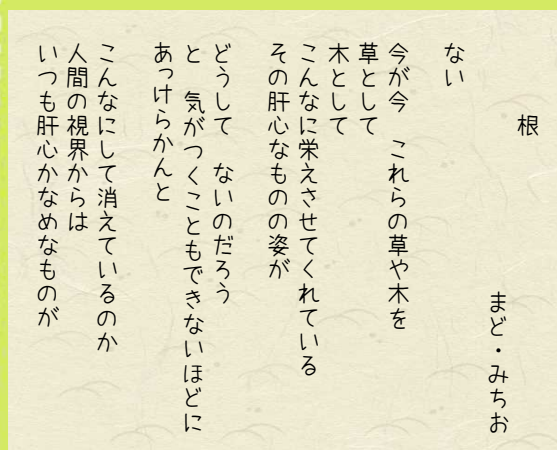 根
まど・みちお
ない
今が今　これらの草や木を
草として
木として
こんなに栄えさせてくれている
その肝心なものの姿が
どうして　ないのだろう
と　気がつくこともできないほどに
あっけらかんと
こんなにして消えているのか
人間の視界からは
いつも肝心かなめなものが